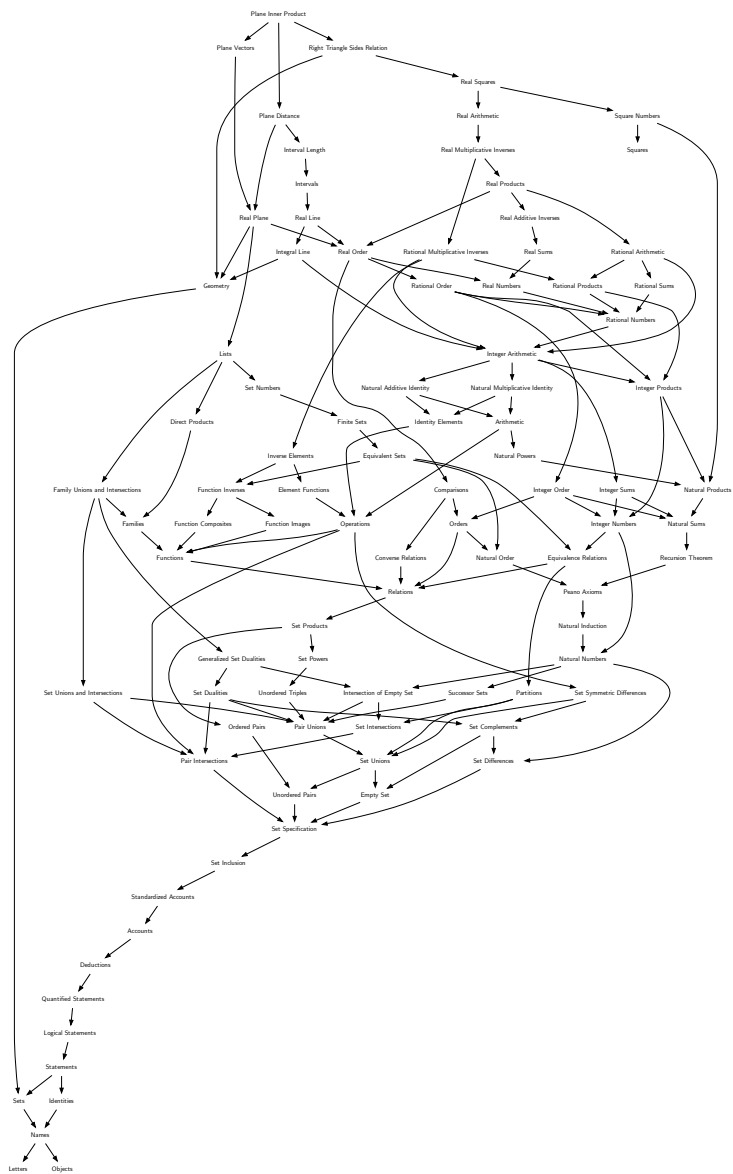 Plane Inner Product
Plane Vectors
Right Triangle Sides Relation
Real Squares
Plane Distance
Real Arithmetic
Square Numbers
Interval Length
Real Multiplicative Inverses
Squares
Intervals
Real Products
Real Plane
Real Line
Real Additive Inverses
Integral Line
Real Order
Rational Multiplicative Inverses
Real Sums
Rational Arithmetic
Geometry
Rational Order
Real Numbers
Rational Products
Rational Sums
Rational Numbers
Lists
Integer Arithmetic
Set Numbers
Natural Additive Identity
Natural Multiplicative Identity
Integer Products
Direct Products
Finite Sets
Identity Elements
Arithmetic
Inverse Elements
Equivalent Sets
Natural Powers
Family Unions and Intersections
Function Inverses
Element Functions
Comparisons
Integer Order
Integer Sums
Natural Products
Families
Function Composites
Function Images
Operations
Orders
Integer Numbers
Natural Sums
Functions
Converse Relations
Natural Order
Equivalence Relations
Recursion Theorem
Relations
Peano Axioms
Set Products
Natural Induction
Generalized Set Dualities
Set Powers
Natural Numbers
Set Unions and Intersections
Set Dualities
Unordered Triples
Intersection of Empty Set
Successor Sets
Partitions
Set Symmetric Differences
Ordered Pairs
Pair Unions
Set Intersections
Set Complements
Pair Intersections
Set Unions
Set Differences
Unordered Pairs
Empty Set
Set Specification
Set Inclusion
Standardized Accounts
Accounts
Deductions
Quantified Statements
Logical Statements
Statements
Sets
Identities
Names
Letters
Objects